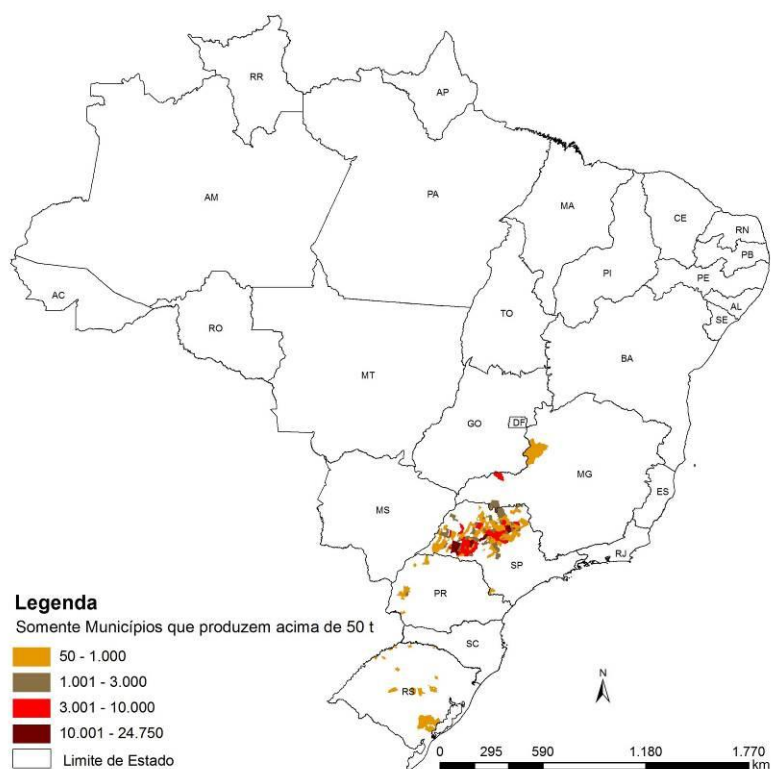 RR
AP
AM
PA
MA
CE
RN
PB
PI
PE
AC
AL
TO
SE
RO
BA
MT
GO
DF
MG
MS
ES
SP
RJ
PR
Legenda
Somente Municípios que produzem acima de 50 t
SC
50 - 1.000
1.001 - 3.000
N
3.001 - 10.000
RS
10.001 - 24.750
Limite de Estado
0 295 590 1.180 1.770
km